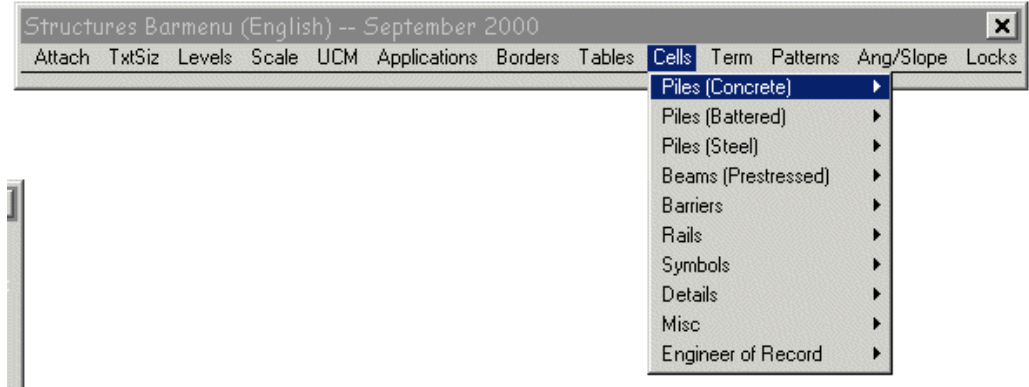 Structures Barmenu (English) -- September 2000
Attach TxtSiz Levels Scale UCM Applications Borders Tables Cells Term Patterns Ang/Slope Locks
Piles (Concrete)
Piles (Battered)
Piles (Steel)
Beams (Prestressed)
Barriers
Rails
Symbols
Details
Misc
Engineer of Record